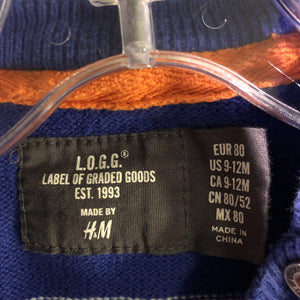 L.O.G.G.®
LABEL OF GRADED GOODS
EST. 1993
MADE BY
H&M
EUR 80
US 9-12M
CA 9-12M
CN 80/52
MX 80
MADE IN
CHINA